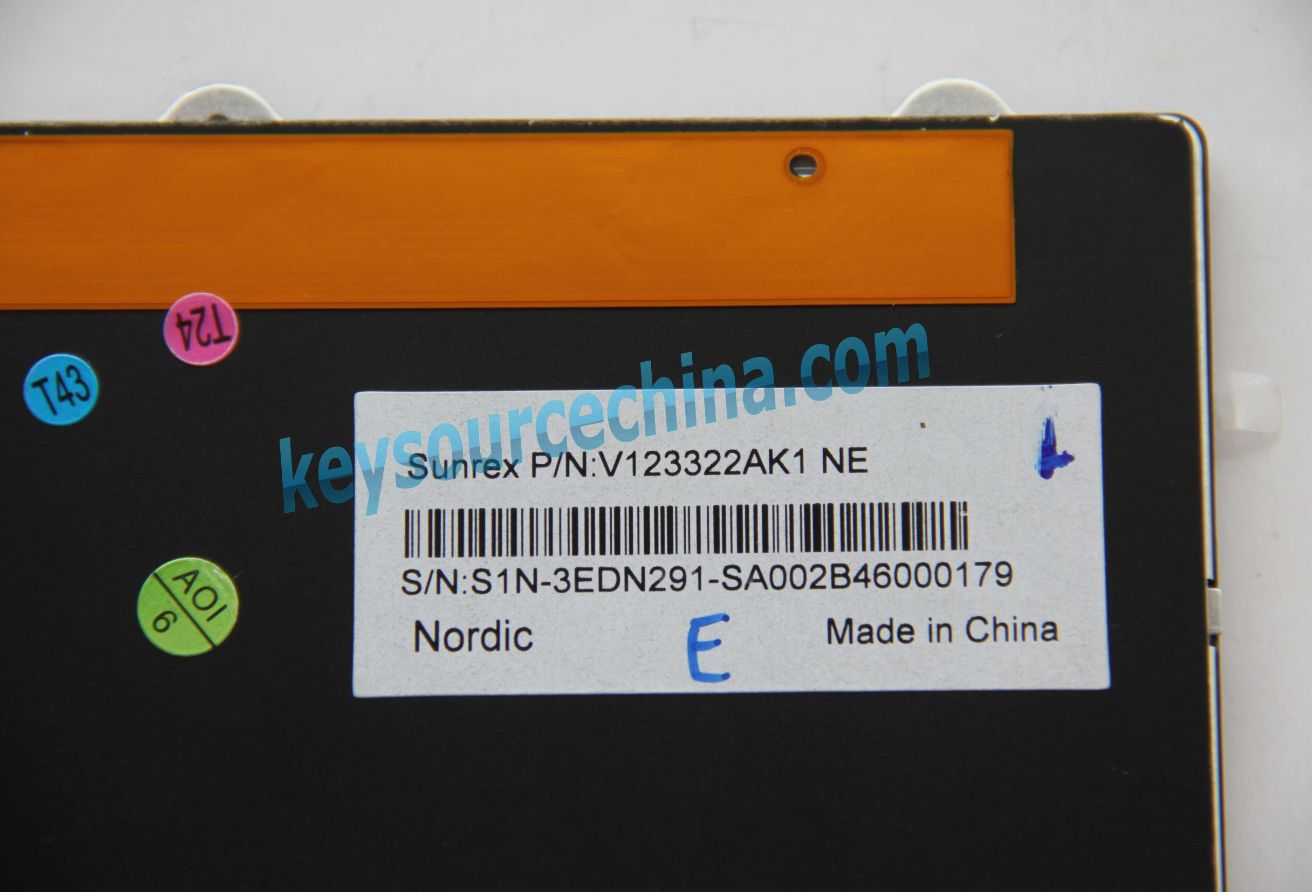 T24
T43
keysourcechina.com
Sunrex P/N:V123322AK1 NE
S/N:S1N-3EDN291-SA002B46000179
AOI
6
Nordic
E
Made in China